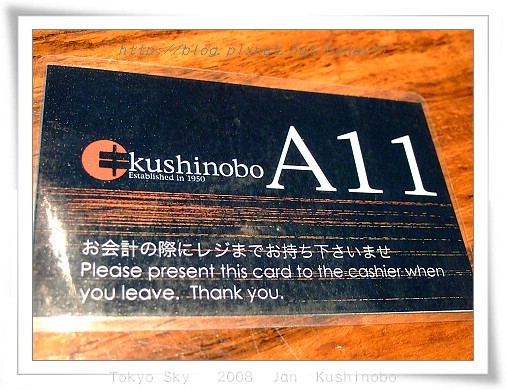 kushinobo
Established in 1950
A11
お会計の際にレジまでお持ち下さいませ
Please present this card to the cashier when
you leave. Thank you.
Tokyo Sky 2008 Jan Kushinobo